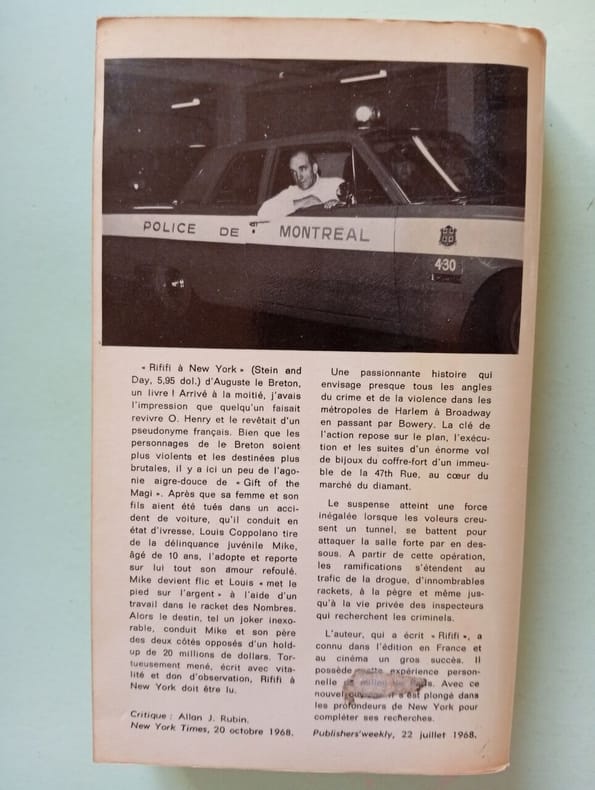 POLICE DE MONTREAL
430
« Rififi à New York » (Stein and
Day, 5,95 dol.) d'Auguste le Breton,
un livre ! Arrivé à la moitié, j'avais
l'impression que quelqu'un faisait
revivre O. Henry et le revêtait d'un
pseudonyme français. Bien que les
personnages de le Breton soient
plus violents et les destinées plus
brutales, il y a ici un peu de l'ago-
nie aigre-douce de « Gift of the
Magi ». Après que sa femme et son
fils aient été tués dans un acci-
dent de voiture, qu'il conduit en
état d'ivresse, Louis Coppolano tire
de la délinquance juvénile Mike,
âgé de 10 ans, l'adopte et reporte
sur lui tout son amour refoulé.
Mike devient flic et Louis « met le
pied sur l'argent » à l'aide d'un
travail dans le racket des Nombres.
Alors le destin, tel un joker inexo-
rable, conduit Mike et son père
des deux côtés opposés d'un hold-
up de 20 millions de dollars. Tor-
tueusement mené, écrit avec vita-
lité et don d'observation, Rififi à
New York doit être lu.
Critique : Allan J. Rubin.
New York Times, 20 octobre 1968.
Une passionnante histoire qui
envisage presque tous les angles
du crime et de la violence dans les
métropoles de Harlem à Broadway
en passant par Bowery. La clé de
l'action repose sur le plan, l'exécu-
tion et les suites d'un énorme vol
de bijoux du coffre-fort d'un immeu-
ble de la 47th Rue, au cœur du
marché du diamant.
Le suspense atteint une force
inégalée lorsque les voleurs creu-
sent un tunnel, se battent pour
attaquer la salle forte par en des-
sous. A partir de cette opération,
les ramifications s'étendent au
trafic de la drogue, d'innombrables
rackets, à la pègre et même jus-
qu'à la vie privée des inspecteurs
qui recherchent les criminels.
L'auteur, qui a écrit « Rififi », a
connu dans l'édition en France et
au cinéma un gros succès. Il
possède cette expérience person-
nelle milieu Avec ce
nouvel s'est plongé dans
les profondeurs de New York pour
compléter ses recherches.
Publishers'weekly, 22 juillet 1968.